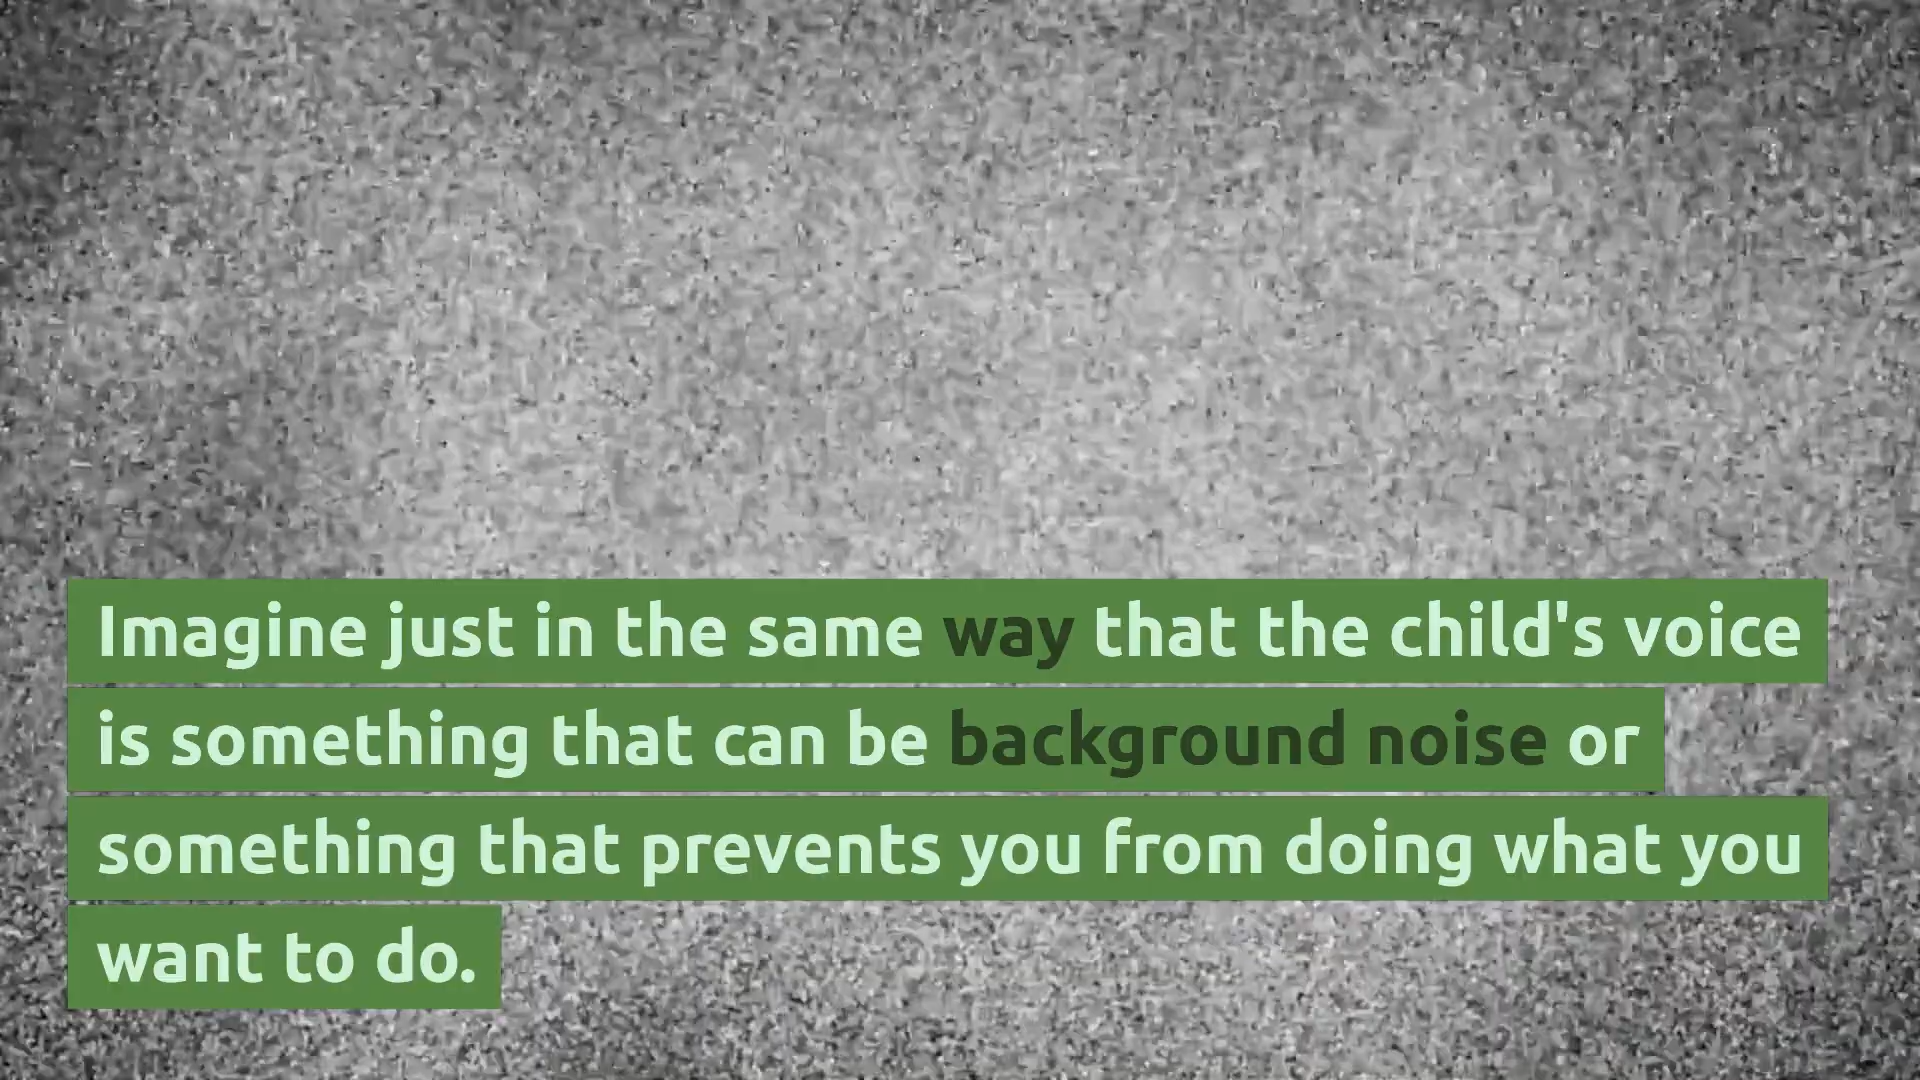 Imagine just in the same way that the child's voice
is something that can be background noise or
something that prevents you from doing what you
want to do.